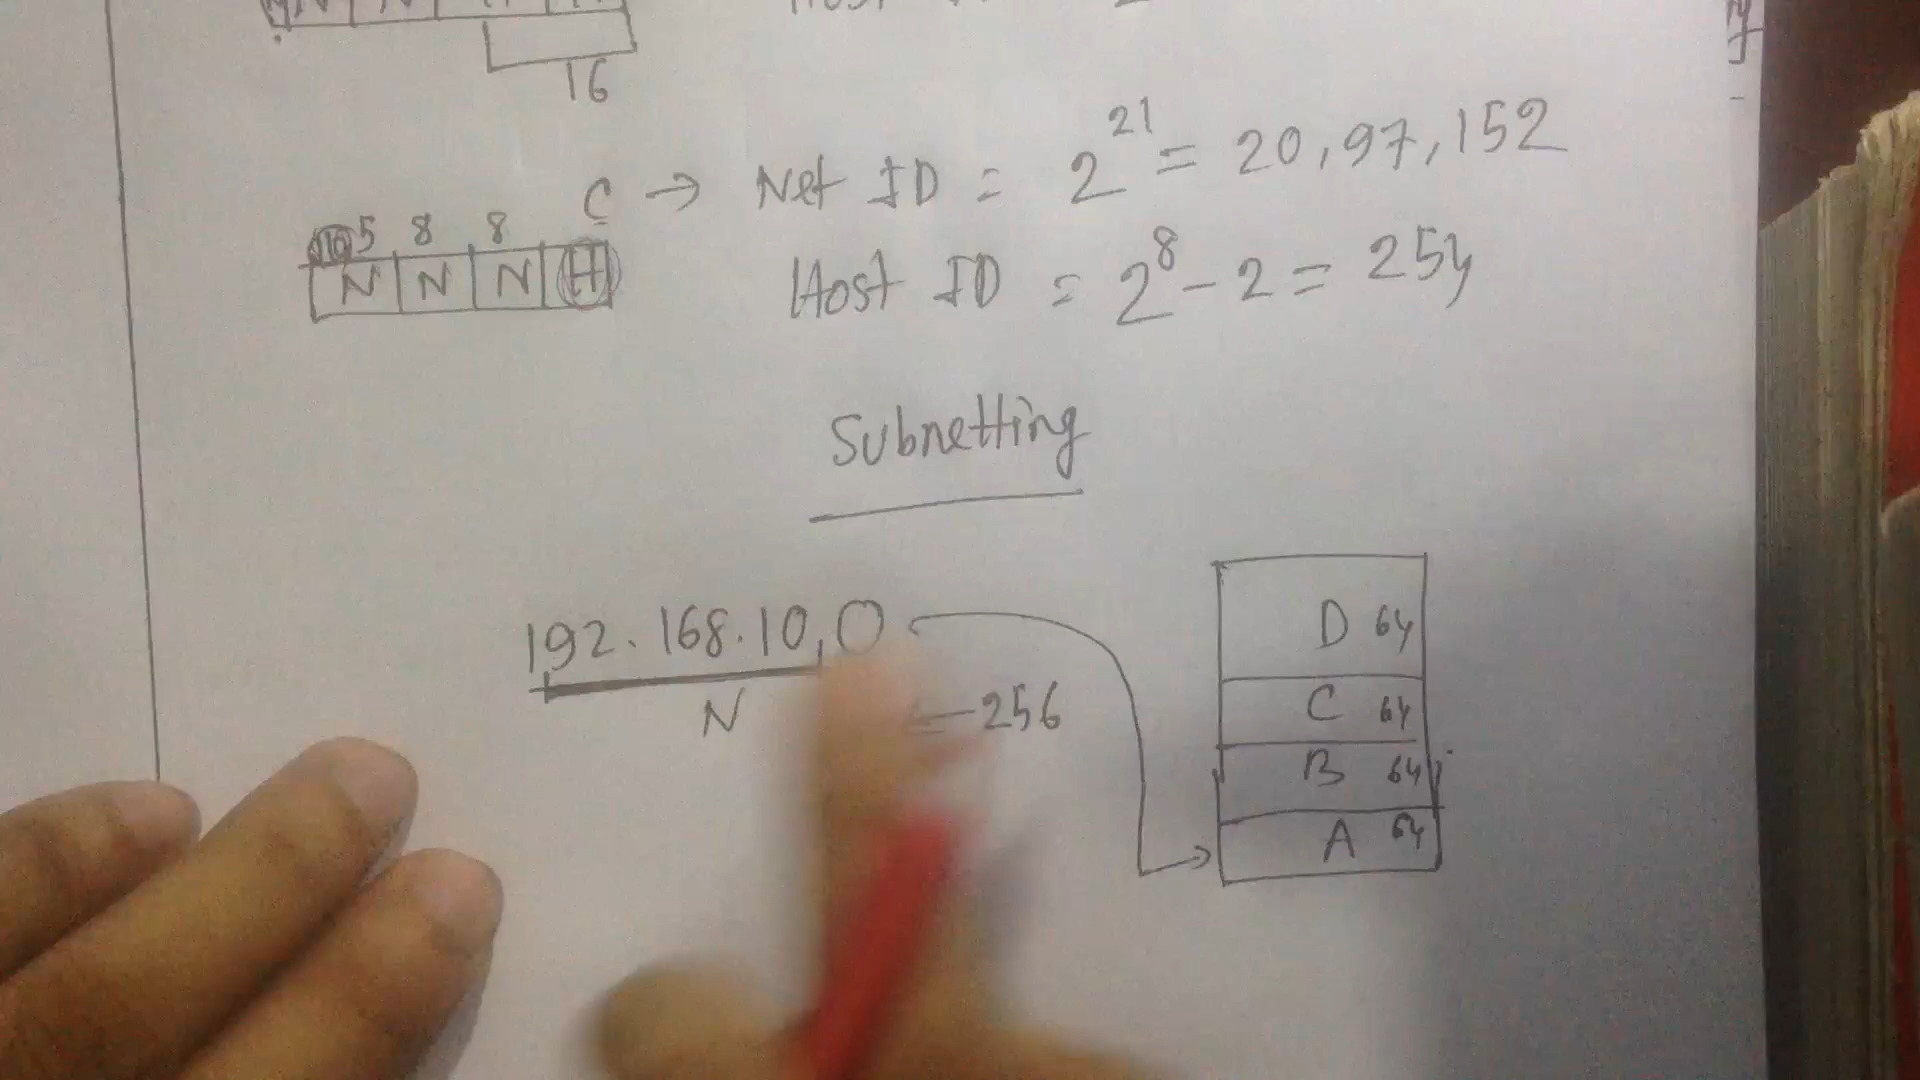 16
C → Net ID = 2^21 = 20,97,152
110 5 8 8
N N N H
Host ID = 2^8 - 2 = 254
Subnetting
192.168.10.0
N
256
D 64
C 64
B 64
A 64